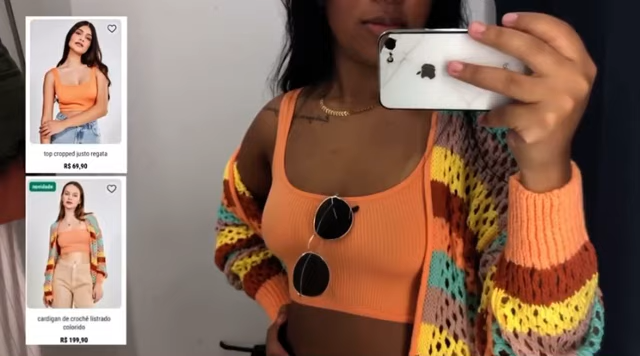 top cropped justo regata
R$ 69,90
novidade
cardigan de crochê listrado
colorido
R$ 199,90